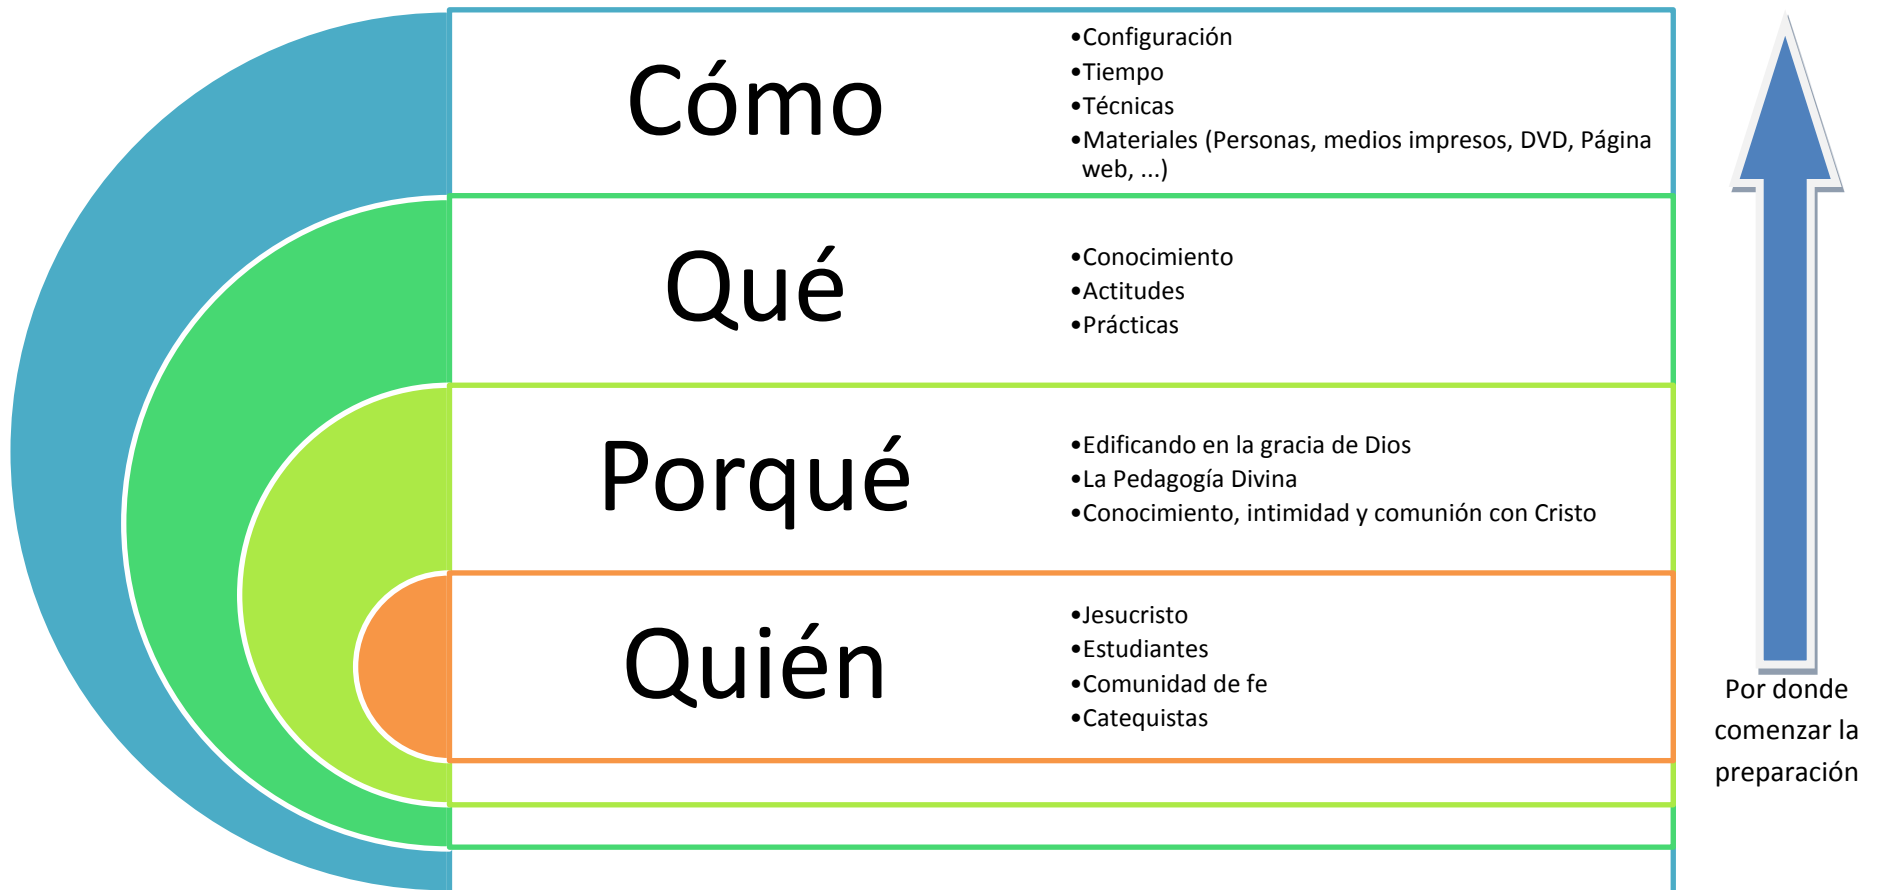 Cómo
•Configuración
•Tiempo
•Técnicas
•Materiales (Personas, medios impresos, DVD, Página
web, ...)
Qué
•Conocimiento
•Actitudes
•Prácticas
Porqué
•Edificando en la gracia de Dios
•La Pedagogía Divina
•Conocimiento, intimidad y comunión con Cristo
Quién
•Jesucristo
•Estudiantes
•Comunidad de fe
•Catequistas
Por donde
comenzar la
preparación